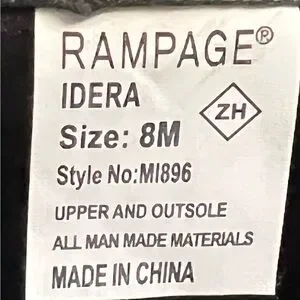 RAMPAGE®
IDERA
ZH
Size: 8M
Style No:MI896
UPPER AND OUTSOLE
ALL MAN MADE MATERIALS
MADE IN CHINA